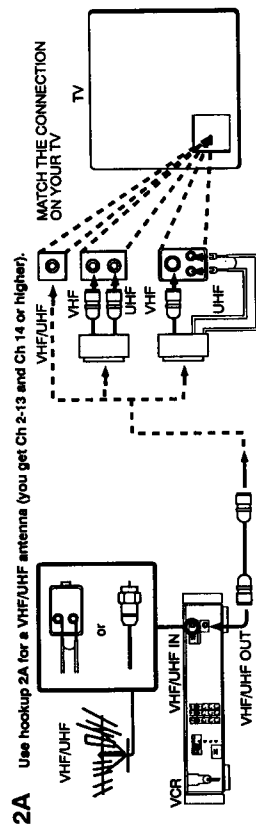 2A Use hookup 2A for a VHF/UHF antenna (you get Ch 2-13 and Ch 14 or higher).
VHF/UHF
or
VCR
VHF/UHF IN
VHF/UHF OUT
VHF/UHF
VHF
UHF
VHF
UHF
MATCH THE CONNECTION
ON YOUR TV
TV